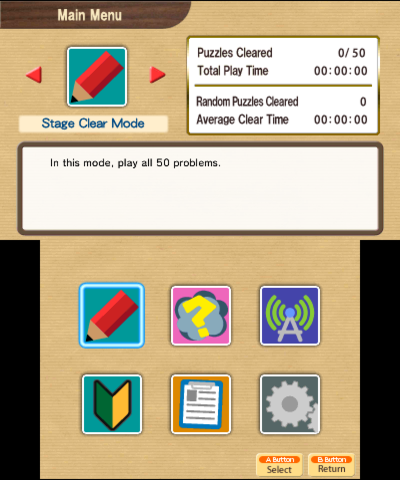 Main Menu
Puzzles Cleared 0/ 50
Total Play Time 00:00:00
Random Puzzles Cleared 0
Average Clear Time 00:00:00
Stage Clear Mode
In this mode, play all 50 problems.
A Button
Select
B Button
Return